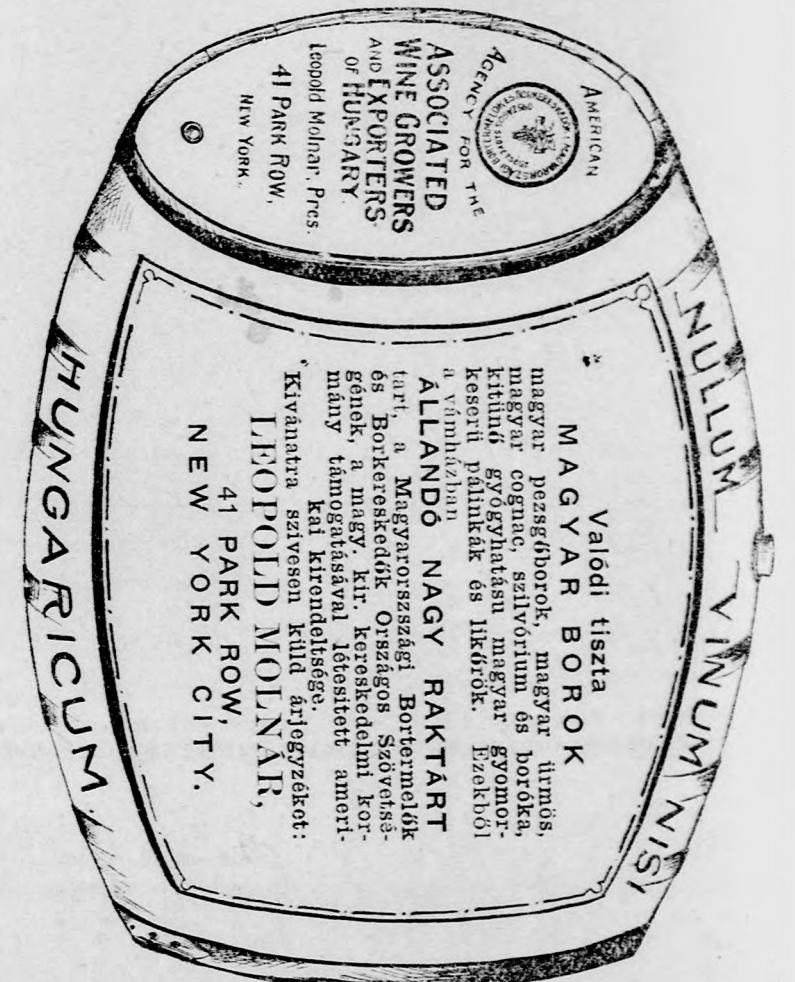 AMERICAN
AGENCY FOR THE
ASSOCIATED
WINE GROWERS
AND EXPORTERS
OF HUNGARY.
Leopold Molnar, Pres.
41 PARK ROW,
NEW YORK.
NULLUM VINUM NISI
Valódi tiszta
MAGYAR BOROK
magyar pezsgőborok, magyar ürmös,
magyar cognac, szilvórium és boróka,
kitünő gyógyhatásu magyar gyomor-
keserü pálinkák és likőrök. Ezekből
a vámházban
ÁLLANDÓ NAGY RAKTÁRT
tart, a Magyarorszszági Bortermelők
és Borkereskedők Országos Szövetsé-
gének, a magy. kir. kereskedelmi kor-
mány támogatásával létesitett ameri-
kai kirendeltsége.
Kivánatra szivesen küld árjegyzéket:
LEOPOLD MOLNÁR,
41 PARK ROW,
NEW YORK CITY.
HUNGARICUM